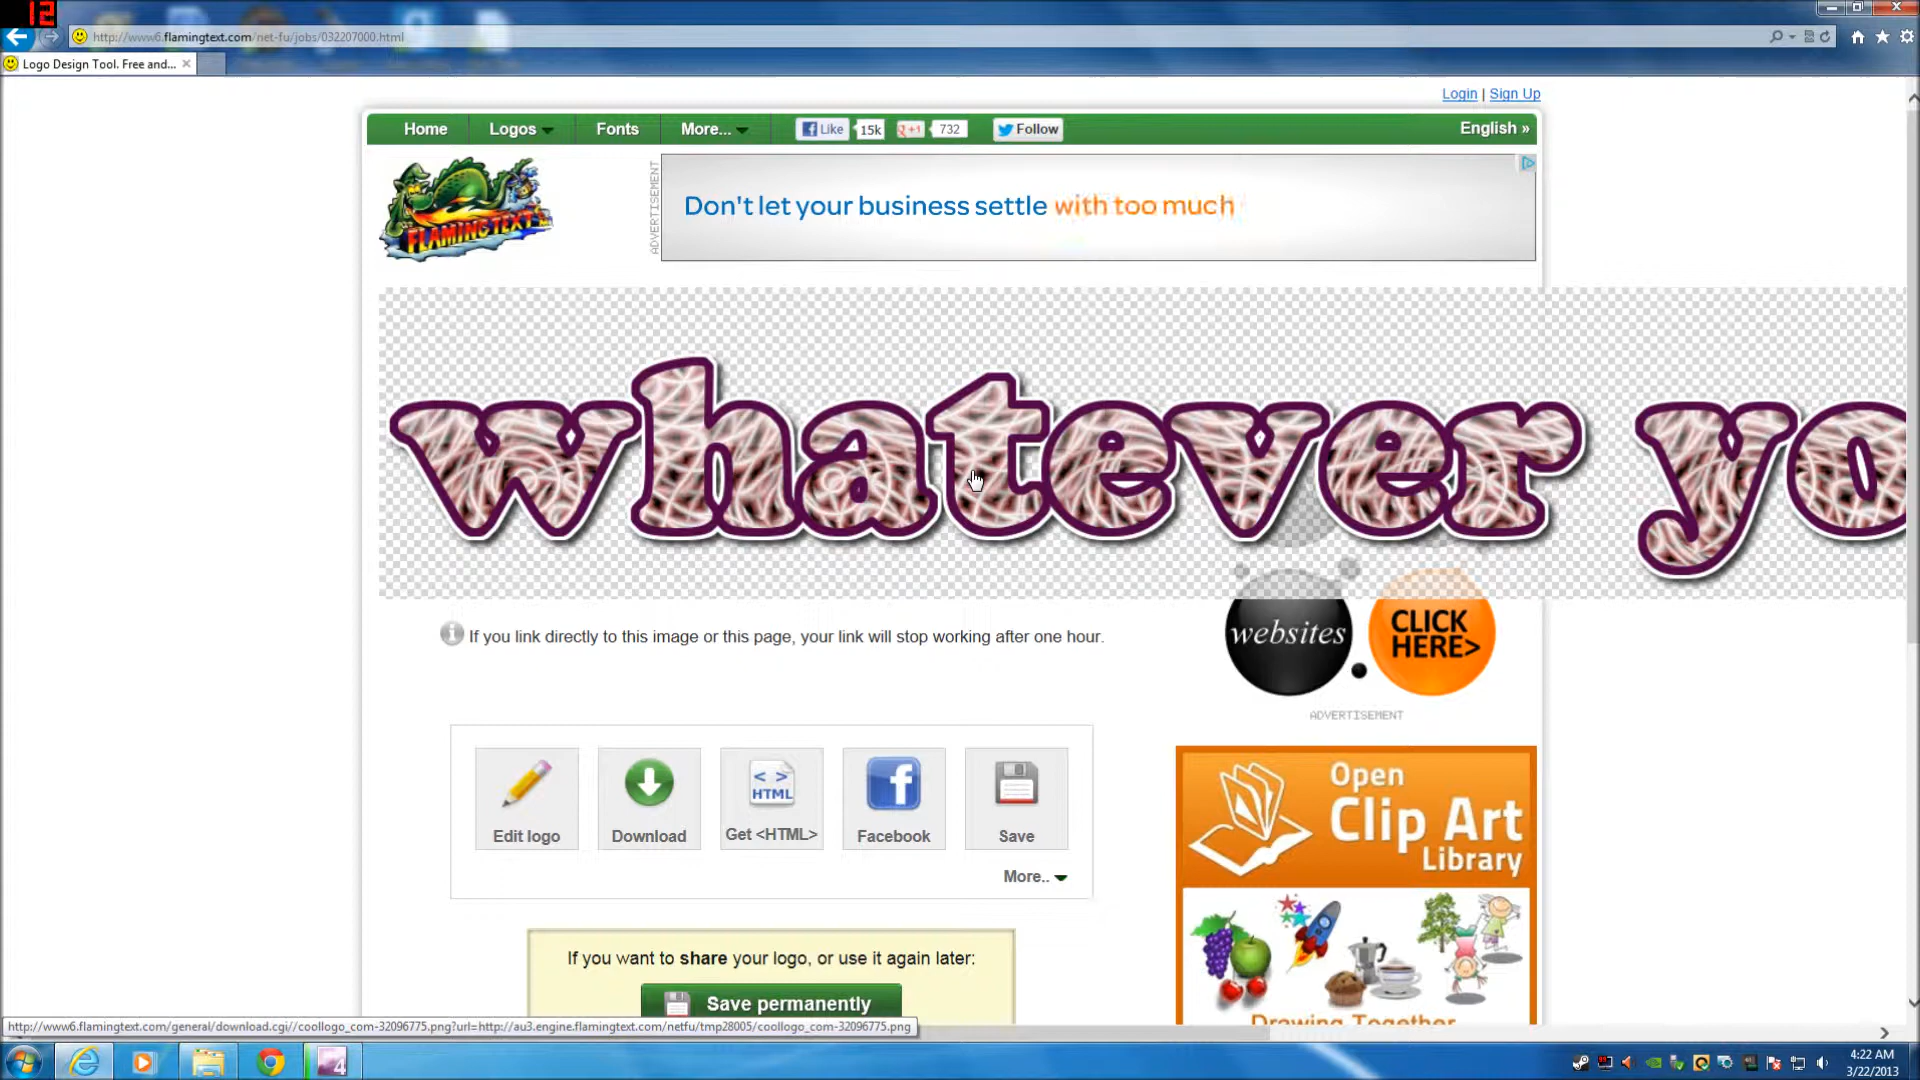 12
http://www6.flamingtext.com/net-fu/jobs/032207000.html
Logo Design Tool. Free and...
Login | Sign Up
Home
Logos
Fonts
More...
Like
15k
g+1
732
Follow
English »
FLAMING TEXT
ADVERTISEMENT
Don't let your business settle with too much
whatever yo
If you link directly to this image or this page, your link will stop working after one hour.
websites
CLICK
HERE>
ADVERTISEMENT
< >
HTML
Edit logo
Download
Get <HTML>
Facebook
Save
More..
Open
Clip Art
Library
Drawing Together
If you want to share your logo, or use it again later:
Save permanently
http://www6.flamingtext.com/general/download.cgi//coollogo_com-32096775.png?url=http://au3.engine.flamingtext.com/netfu/tmp28005/coollogo_com-32096775.png
4
4:22 AM
3/22/2013